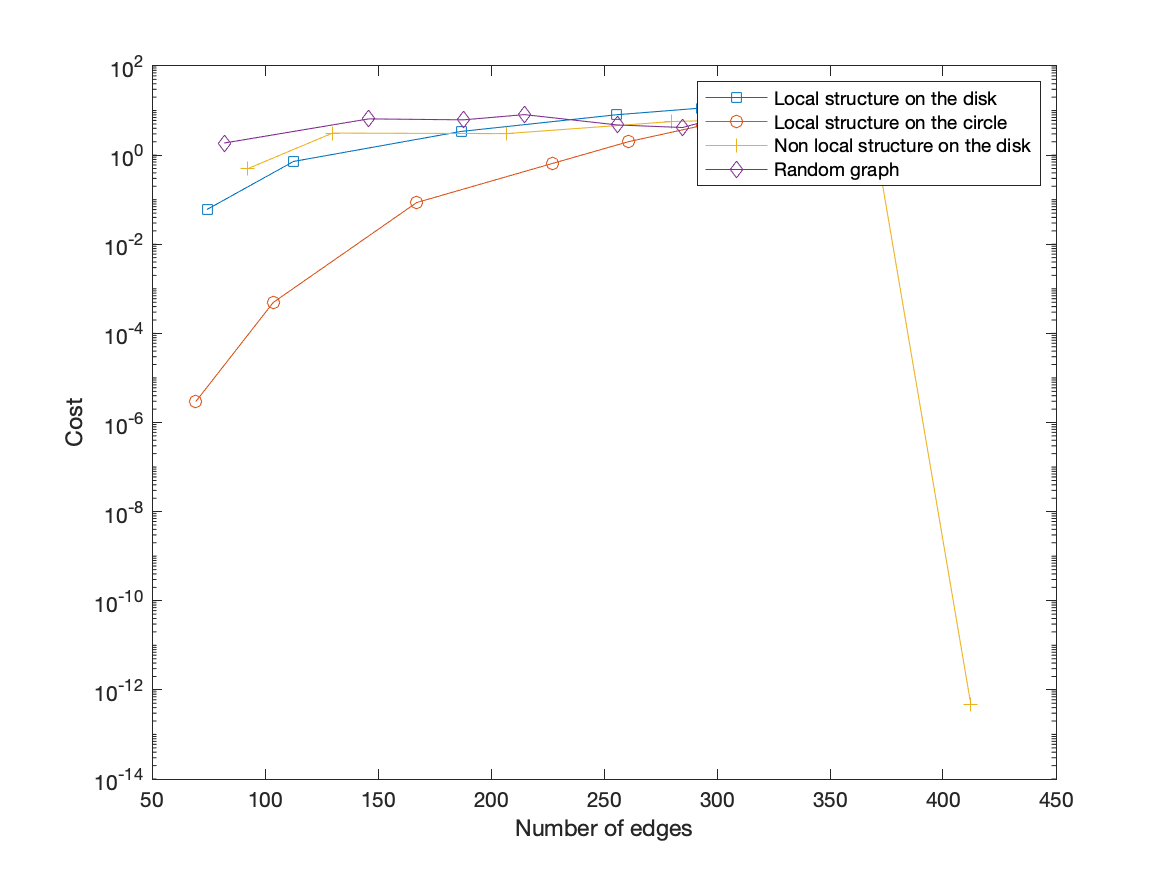 10^2
10^0
10^-2
10^-4
10^-6
10^-8
10^-10
10^-12
10^-14
Cost
Local structure on the disk
Local structure on the circle
Non local structure on the disk
Random graph
50 100 150 200 250 300 350 400 450
Number of edges